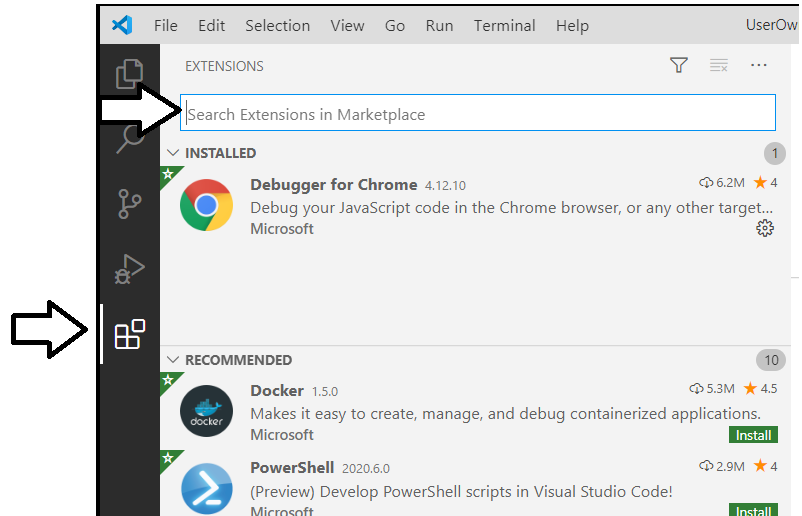 File Edit Selection View Go Run Terminal Help UserOw
EXTENSIONS
Search Extensions in Marketplace
INSTALLED 1
Debugger for Chrome 4.12.10 6.2M 4
Debug your JavaScript code in the Chrome browser, or any other target...
Microsoft
RECOMMENDED 10
Docker 1.5.0 5.3M 4.5
docker
Makes it easy to create, manage, and debug containerized applications.
Microsoft Install
PowerShell 2020.6.0 2.9M 4
(Preview) Develop PowerShell scripts in Visual Studio Code!
Microsoft Install